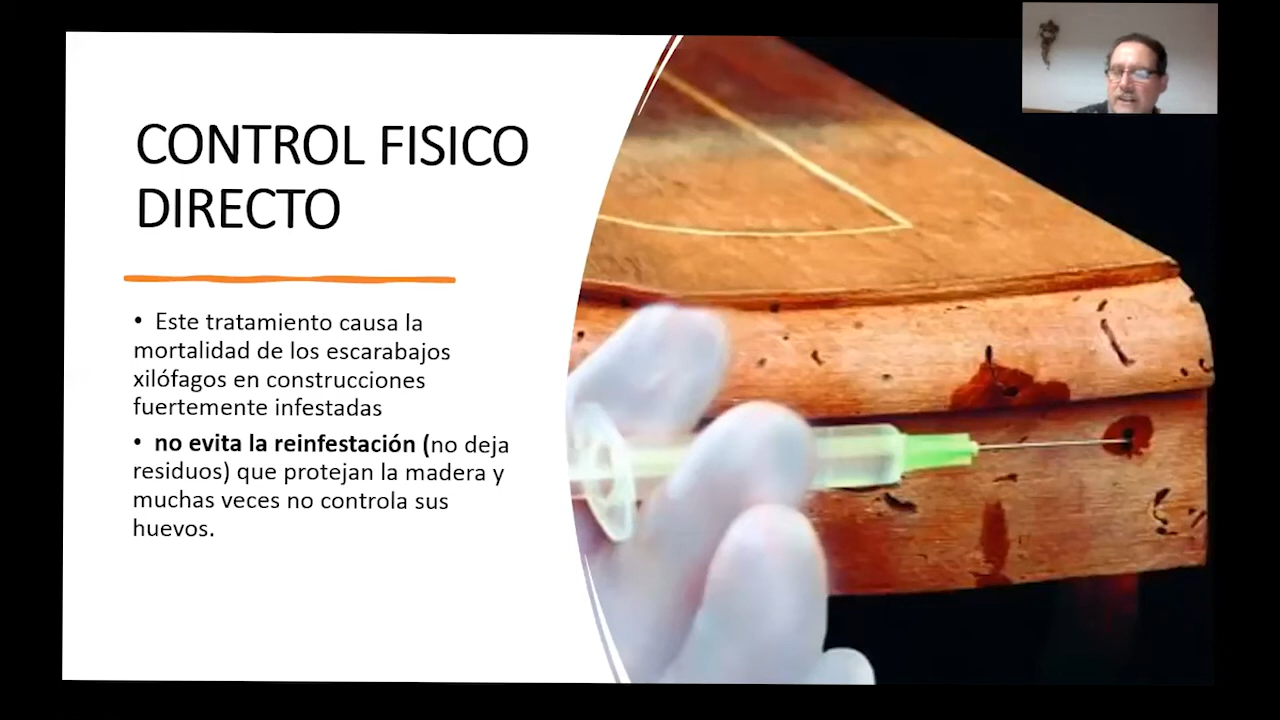 CONTROL FISICO
DIRECTO
• Este tratamiento causa la
mortalidad de los escarabajos
xilófagos en construcciones
fuertemente infestadas
• no evita la reinfestación (no deja
residuos) que protejan la madera y
muchas veces no controla sus
huevos.